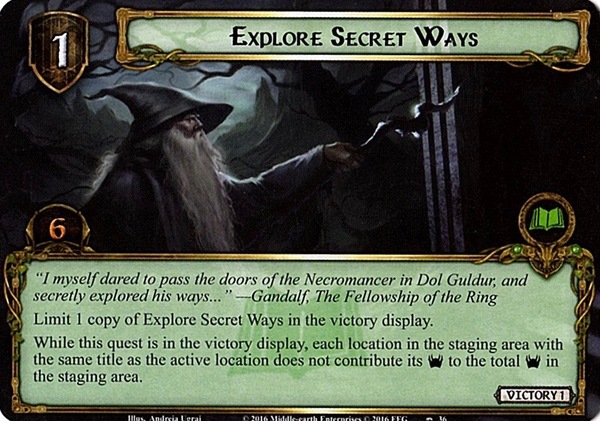 1
EXPLORE SECRET WAYS
6
“I myself dared to pass the doors of the Necromancer in Dol Guldur, and
secretly explored his ways...” —Gandalf, The Fellowship of the Ring
Limit 1 copy of Explore Secret Ways in the victory display.
While this quest is in the victory display, each location in the staging area with
the same title as the active location does not contribute its to the total in
the staging area.
VICTORY 1
Illus. Andreia Ugrai © 2016 Middle-earth Enterprises © 2016 FFG 36